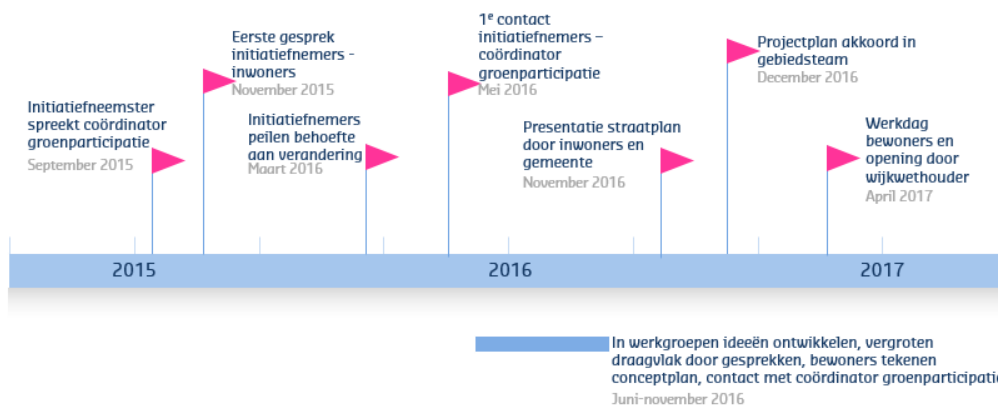 Initiatiefneemster
spreekt coördinator
groenparticipatie
September 2015
Eerste gesprek
initiatiefnemers -
inwoners
November 2015
Initiatiefnemers
peilen behoefte
aan verandering
Maart 2016
1e contact
initiatiefnemers –
coördinator
groenparticipatie
Mei 2016
Presentatie straatplan
door inwoners en
gemeente
November 2016
Projectplan akkoord in
gebiedsteam
December 2016
Werkdag
bewoners en
opening door
wijkwethouder
April 2017
2015
2016
2017
In werkgroepen ideeën ontwikkelen, vergroten
draagvlak door gesprekken, bewoners tekenen
conceptplan, contact met coördinator groenparticipatie
Juni-november 2016